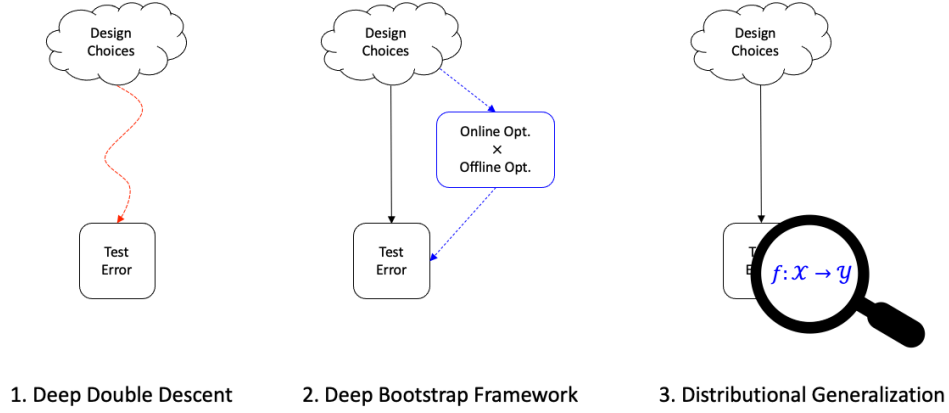 Design
Choices
Test
Error
1. Deep Double Descent
Design
Choices
Online Opt.
×
Offline Opt.
Test
Error
2. Deep Bootstrap Framework
Design
Choices
f: X → Y
3. Distributional Generalization